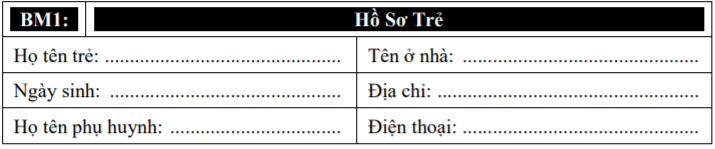 BM1: Hồ Sơ Trẻ
Họ tên trẻ: ............................................. Tên ở nhà: .............................................
Ngày sinh: ............................................ Địa chỉ: ..................................................
Họ tên phụ huynh: ................................. Điện thoại: .............................................